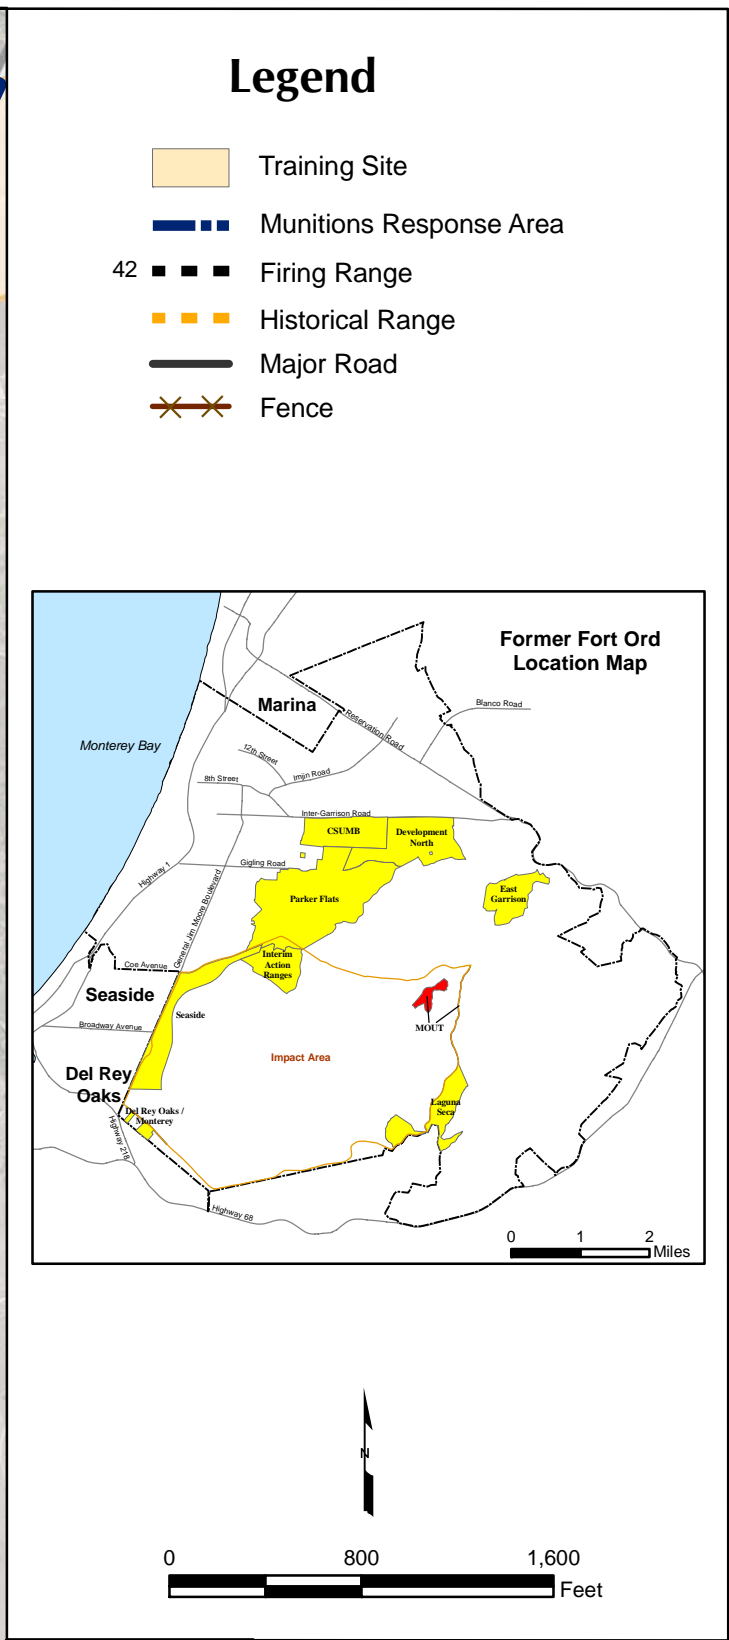 Legend
Training Site
Munitions Response Area
42
Firing Range
Historical Range
Major Road
Fence
Former Fort Ord
Location Map
Marina
Blanco Road
Reservation Road
Monterey Bay
12th Street
Imjin Road
8th Street
Inter-Garrison Road
CSUMB
Development
North
Highway 1
Gigling Road
General Jim Moore Boulevard
Parker Flats
East
Garrison
Coe Avenue
Interim
Action
Ranges
Seaside
Seaside
MOUT
Broadway Avenue
Impact Area
Del Rey
Oaks
Laguna
Seca
Del Rey Oaks /
Monterey
Highway 218
Highway 68
0 1 2
Miles
N
0 800 1,600
Feet